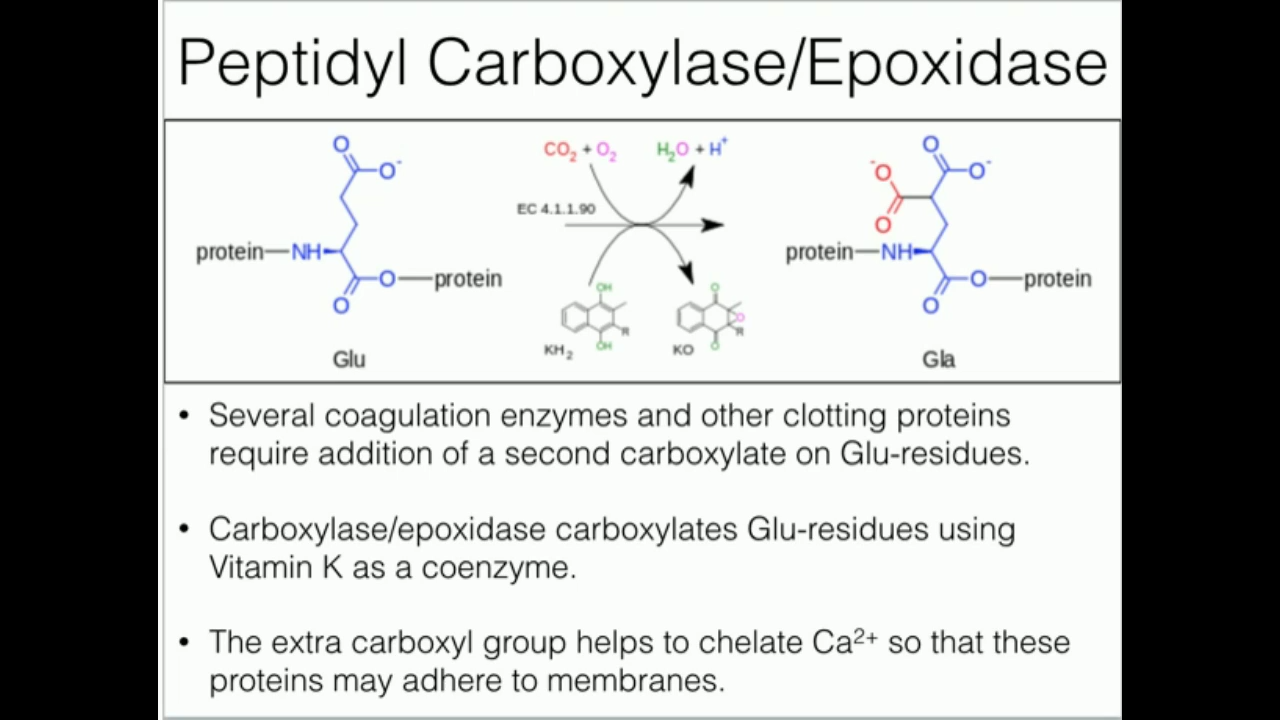 Peptidyl Carboxylase/Epoxidase
O
O-
protein—NH
O—protein
O
Glu
CO2 + O2
H2O + H+
EC 4.1.1.90
OH
R
OH
KH2
O
O
R
O
KO
-O
O
O
O-
protein—NH
O—protein
O
Gla
• Several coagulation enzymes and other clotting proteins
require addition of a second carboxylate on Glu-residues.
• Carboxylase/epoxidase carboxylates Glu-residues using
Vitamin K as a coenzyme.
• The extra carboxyl group helps to chelate Ca²⁺ so that these
proteins may adhere to membranes.